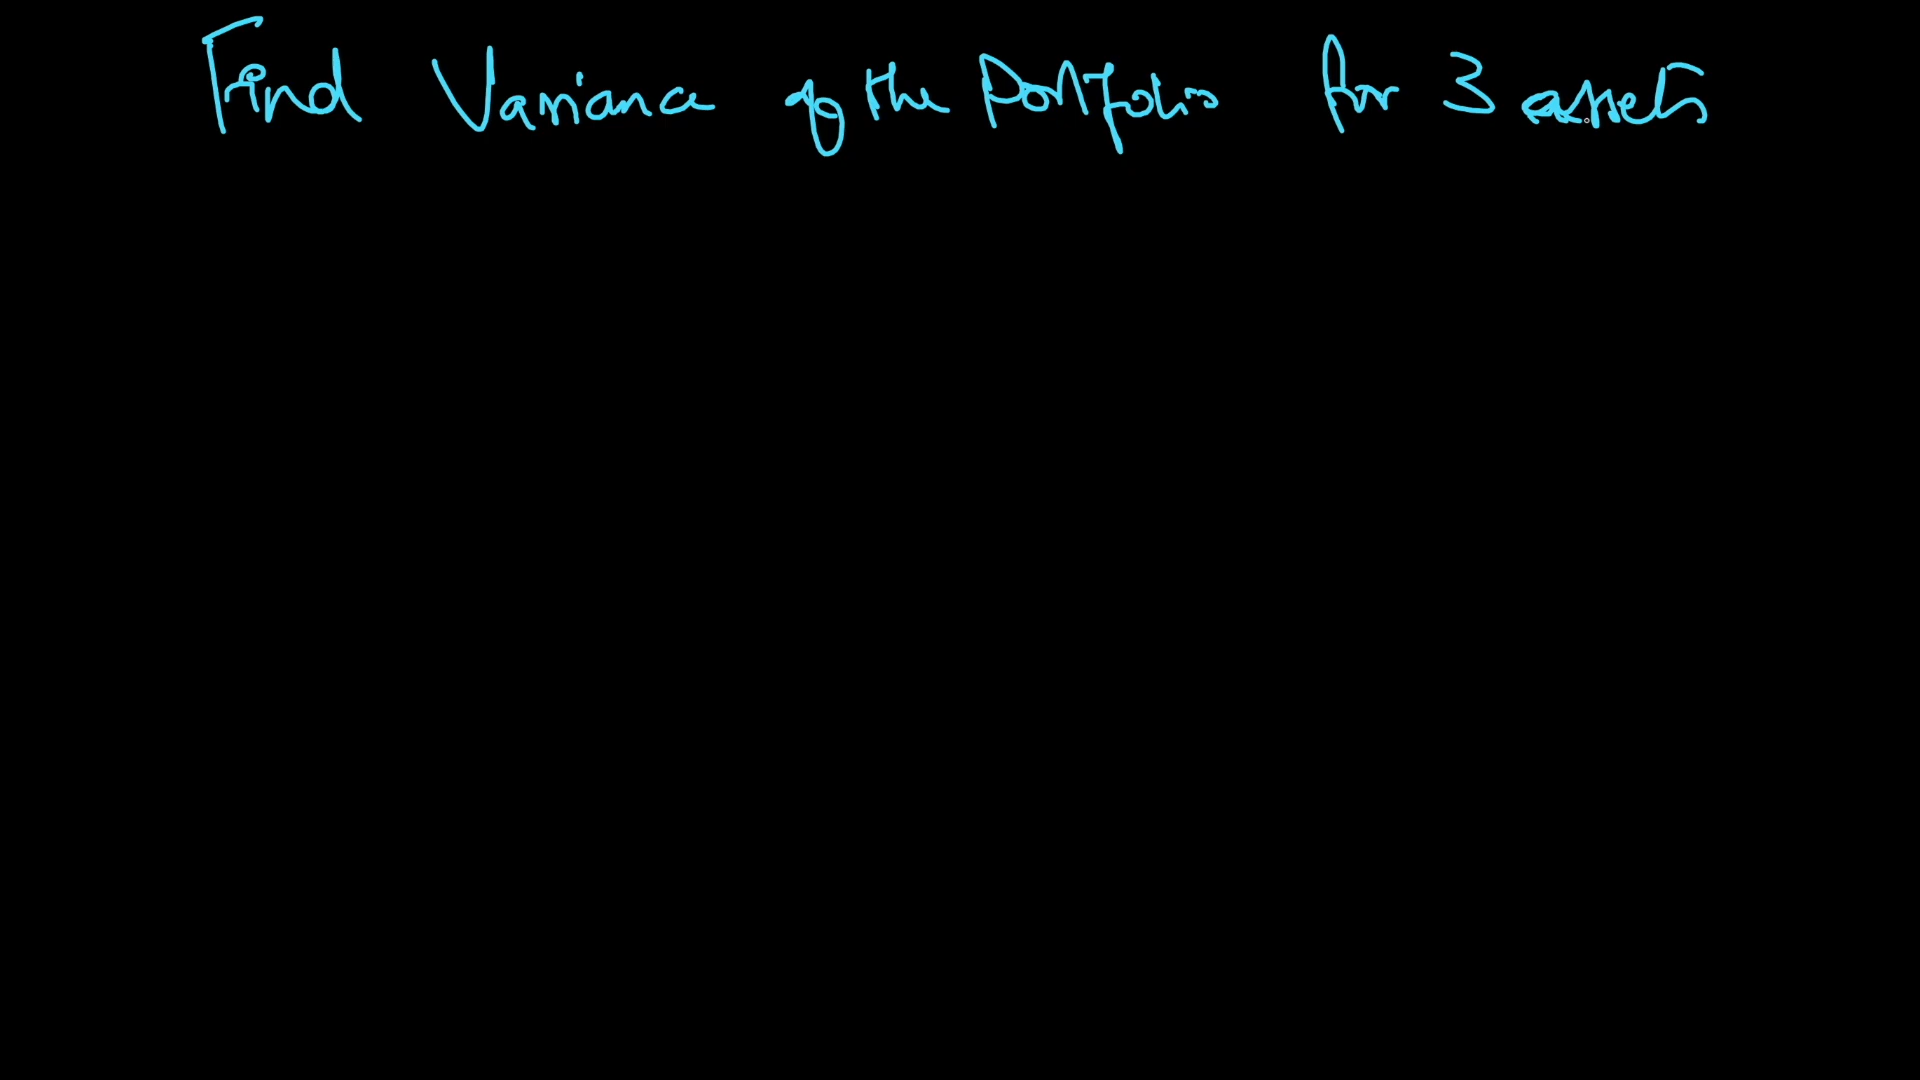 Find Variance of the Portfolio for 3 assets